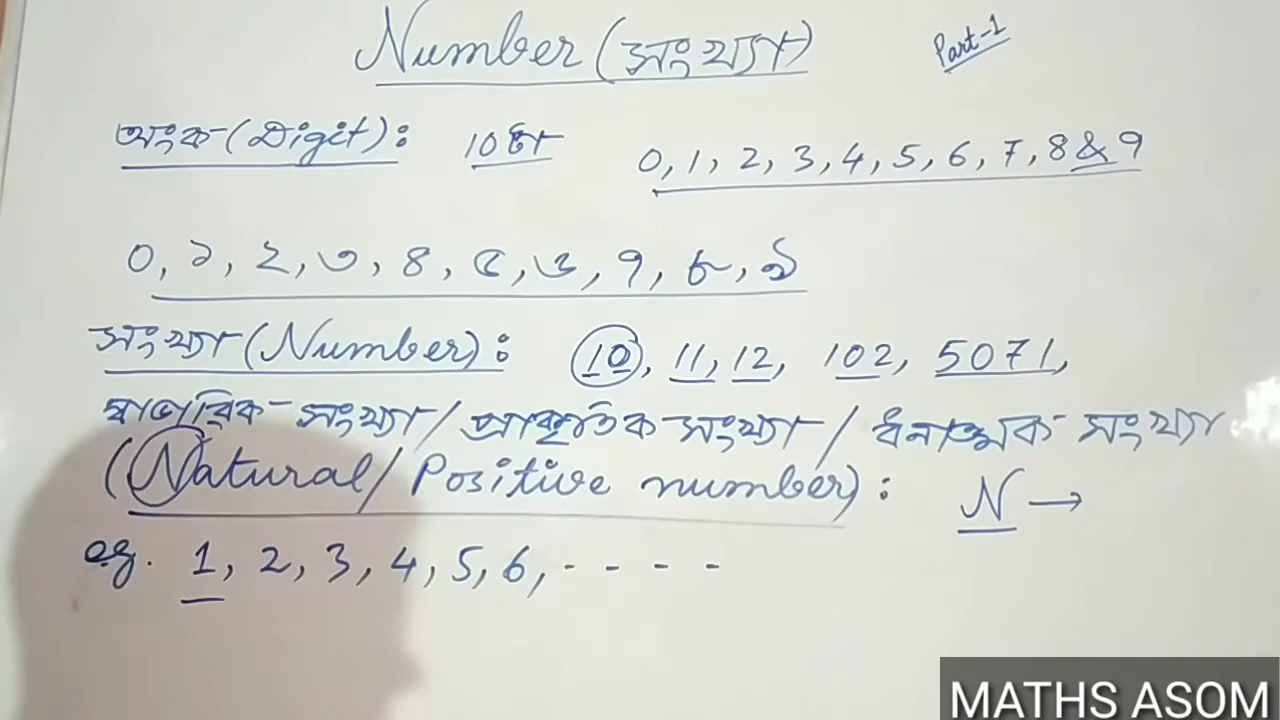 Number (সংখ্যা)
Part-1
অংক (Digit): 10টা 0, 1, 2, 3, 4, 5, 6, 7, 8 & 9
০, ১, ২, ৩, ৪, ৫, ৬, ৭, ৮, ৯
সংখ্যা (Number): 10, 11, 12, 102, 5071,
স্বাভাৱিক সংখ্যা / প্ৰাকৃতিক সংখ্যা / ধনাত্মক সংখ্যা
(Natural / Positive number): N →
e.g. 1, 2, 3, 4, 5, 6, - - - -
MATHS ASOM